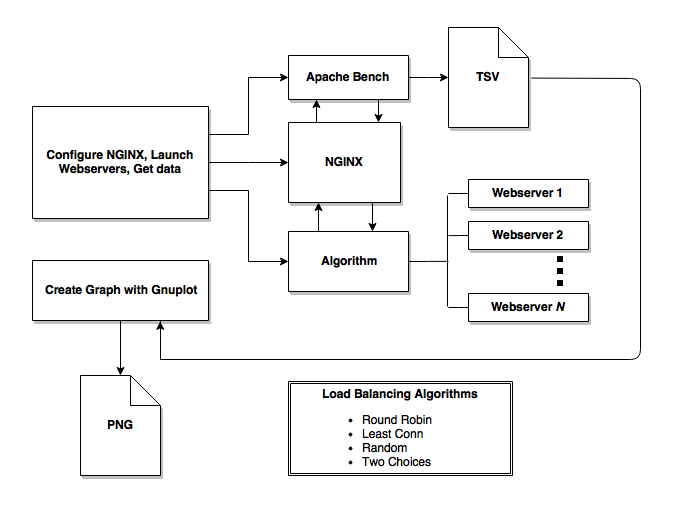 Apache Bench
TSV
Configure NGINX, Launch
Webservers, Get data
NGINX
Webserver 1
Webserver 2
Algorithm
Webserver N
Create Graph with Gnuplot
PNG
Load Balancing Algorithms
• Round Robin
• Least Conn
• Random
• Two Choices